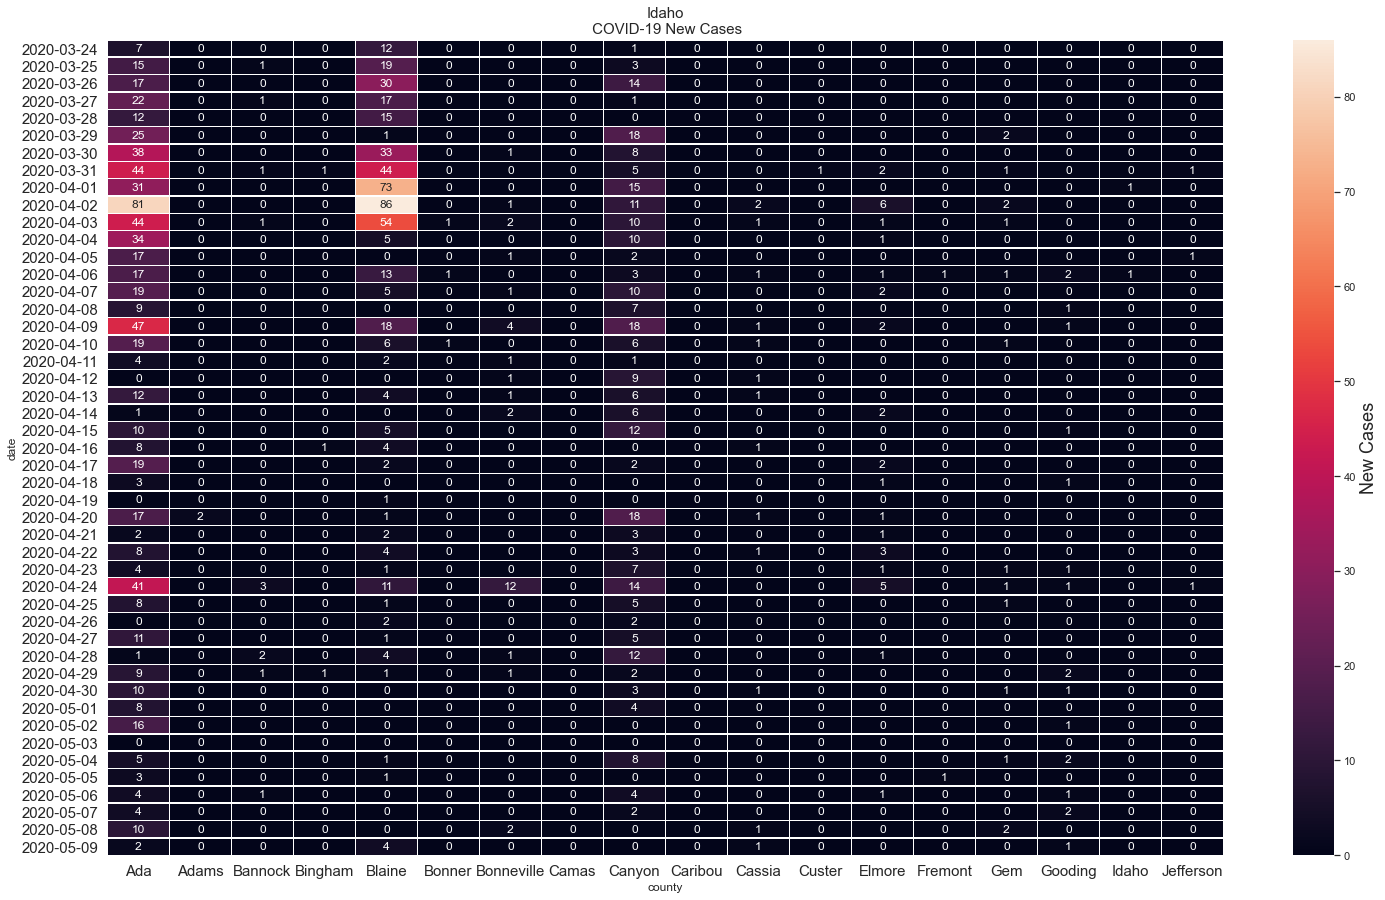 Idaho
COVID-19 New Cases
2020-03-24 7 0 0 0 12 0 0 0 1 0 0 0 0 0 0 0 0 0
2020-03-25 15 0 1 0 19 0 0 0 3 0 0 0 0 0 0 0 0 0
2020-03-26 17 0 0 0 30 0 0 0 14 0 0 0 0 0 0 0 0 0
2020-03-27 22 0 1 0 17 0 0 0 1 0 0 0 0 0 0 0 0 0
2020-03-28 12 0 0 0 15 0 0 0 0 0 0 0 0 0 0 0 0 0
2020-03-29 25 0 0 0 1 0 0 0 18 0 0 0 0 0 2 0 0 0
2020-03-30 38 0 0 0 33 0 1 0 8 0 0 0 0 0 0 0 0 0
2020-03-31 44 0 1 1 44 0 0 0 5 0 0 1 2 0 1 0 0 1
2020-04-01 31 0 0 0 73 0 0 0 15 0 0 0 0 0 0 0 1 0
2020-04-02 81 0 0 0 86 0 1 0 11 0 2 0 6 0 2 0 0 0
2020-04-03 44 0 1 0 54 1 2 0 10 0 1 0 1 0 1 0 0 0
2020-04-04 34 0 0 0 5 0 0 0 10 0 0 0 1 0 0 0 0 0
2020-04-05 17 0 0 0 0 0 1 0 2 0 0 0 0 0 0 0 0 1
2020-04-06 17 0 0 0 13 1 0 0 3 0 1 0 1 1 1 2 1 0
2020-04-07 19 0 0 0 5 0 1 0 10 0 0 0 2 0 0 0 0 0
2020-04-08 9 0 0 0 0 0 0 0 7 0 0 0 0 0 0 1 0 0
2020-04-09 47 0 0 0 18 0 4 0 18 0 1 0 2 0 0 1 0 0
2020-04-10 19 0 0 0 6 1 0 0 6 0 1 0 0 0 1 0 0 0
2020-04-11 4 0 0 0 2 0 1 0 1 0 0 0 0 0 0 0 0 0
2020-04-12 0 0 0 0 0 0 1 0 9 0 1 0 0 0 0 0 0 0
2020-04-13 12 0 0 0 4 0 1 0 6 0 1 0 0 0 0 0 0 0
2020-04-14 1 0 0 0 0 0 2 0 6 0 0 0 2 0 0 0 0 0
2020-04-15 10 0 0 0 5 0 0 0 12 0 0 0 0 0 0 1 0 0
2020-04-16 8 0 0 1 4 0 0 0 0 0 1 0 0 0 0 0 0 0
2020-04-17 19 0 0 0 2 0 0 0 2 0 0 0 2 0 0 0 0 0
2020-04-18 3 0 0 0 0 0 0 0 0 0 0 0 1 0 0 1 0 0
2020-04-19 0 0 0 0 1 0 0 0 0 0 0 0 0 0 0 0 0 0
2020-04-20 17 2 0 0 1 0 0 0 18 0 1 0 1 0 0 0 0 0
2020-04-21 2 0 0 0 2 0 0 0 3 0 0 0 1 0 0 0 0 0
2020-04-22 8 0 0 0 4 0 0 0 3 0 1 0 3 0 0 0 0 0
2020-04-23 4 0 0 0 1 0 0 0 7 0 0 0 1 0 1 1 0 0
2020-04-24 41 0 3 0 11 0 12 0 14 0 0 0 5 0 1 1 0 1
2020-04-25 8 0 0 0 1 0 0 0 5 0 0 0 0 0 1 0 0 0
2020-04-26 0 0 0 0 2 0 0 0 2 0 0 0 0 0 0 0 0 0
2020-04-27 11 0 0 0 1 0 0 0 5 0 0 0 0 0 0 0 0 0
2020-04-28 1 0 2 0 4 0 1 0 12 0 0 0 1 0 0 0 0 0
2020-04-29 9 0 1 1 1 0 1 0 2 0 0 0 0 0 0 2 0 0
2020-04-30 10 0 0 0 0 0 0 0 3 0 1 0 0 0 1 1 0 0
2020-05-01 8 0 0 0 0 0 0 0 4 0 0 0 0 0 0 0 0 0
2020-05-02 16 0 0 0 0 0 0 0 0 0 0 0 0 0 0 1 0 0
2020-05-03 0 0 0 0 0 0 0 0 0 0 0 0 0 0 0 0 0 0
2020-05-04 5 0 0 0 1 0 0 0 8 0 0 0 0 0 1 2 0 0
2020-05-05 3 0 0 0 1 0 0 0 0 0 0 0 0 1 0 0 0 0
2020-05-06 4 0 1 0 0 0 0 0 4 0 0 0 1 0 0 1 0 0
2020-05-07 4 0 0 0 0 0 0 0 2 0 0 0 0 0 0 2 0 0
2020-05-08 10 0 0 0 0 0 2 0 0 0 1 0 0 0 2 0 0 0
2020-05-09 2 0 0 0 4 0 0 0 0 0 1 0 0 0 0 1 0 0
Ada Adams Bannock Bingham Blaine Bonner Bonneville Camas Canyon Caribou Cassia Custer Elmore Fremont Gem Gooding Idaho Jefferson
county
date
80
70
60
50
40
30
20
10
0
New Cases